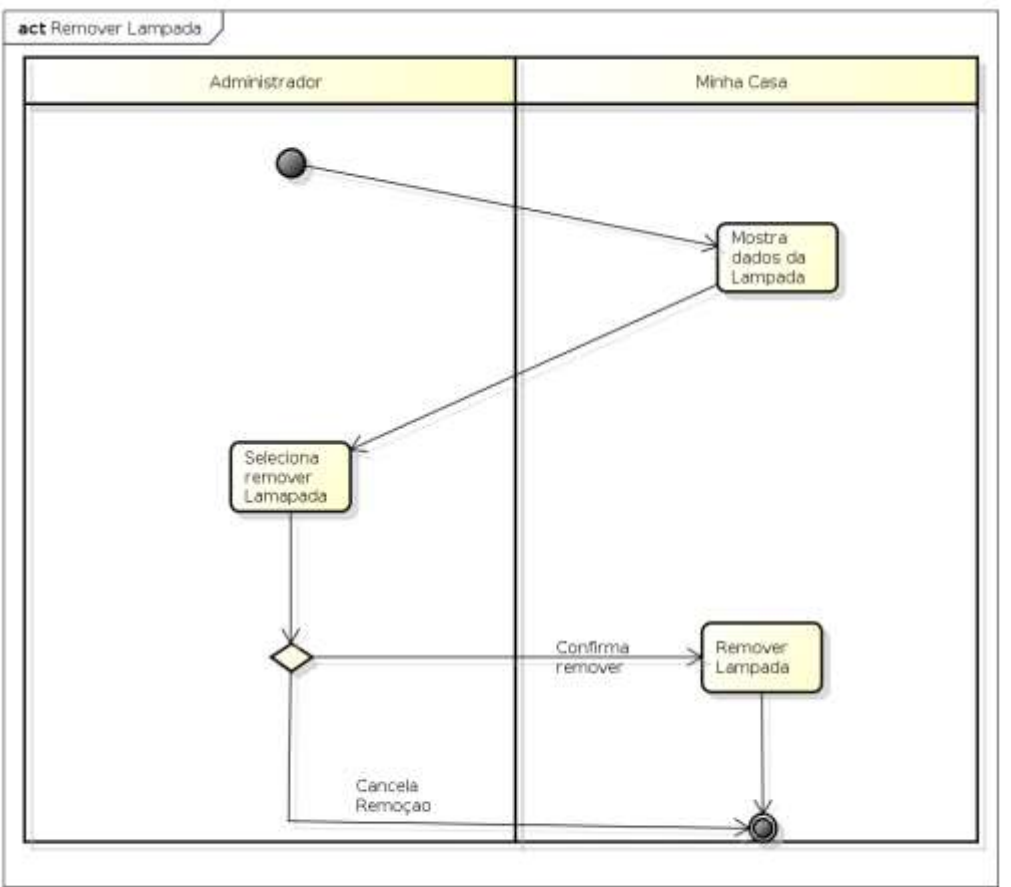 act Remover Lampada
Administrador
Minha Casa
Mostra
dados da
Lampada
Seleciona
remover
Lamapada
Confirma
remover
Remover
Lampada
Cancela
Remoçao